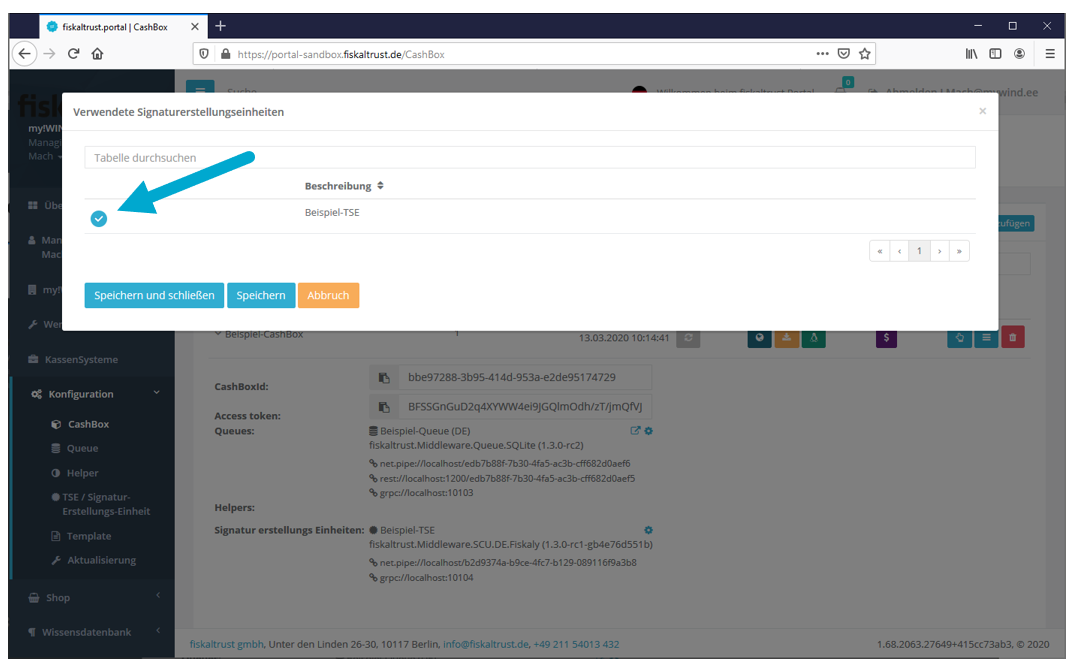 fiskaltrust.portal | CashBox
https://portal-sandbox.fiskaltrust.de/CashBox
Suche
Willkommen beim fiskaltrust.Portal
0
Abmelden | Mach@mywind.ee
fisk
my!WIN
Manag
Mach
Verwendete Signaturerstellungseinheiten
×
Tabelle durchsuchen
Beschreibung
Beispiel-TSE
« ‹ 1 › »
Speichern und schließen
Speichern
Abbruch
Übe
Man
Mac
my!
Wer
KassenSysteme
Konfiguration
CashBox
Queue
Helper
TSE / Signatur-
Erstellungs-Einheit
Template
Aktualisierung
Shop
Wissensdatenbank
zufügen
Beispiel-CashBox
1
13.03.2020 10:14:41
$
CashBoxId:
bbe97288-3b95-414d-953a-e2de95174729
Access token:
BFSSGnGuD2q4XYWW4ei9JGQlmOdh/zT/jmQfVJ
Queues:
Beispiel-Queue (DE)
fiskaltrust.Middleware.Queue.SQLite (1.3.0-rc2)
net.pipe://localhost/edb7b88f-7b30-4fa5-ac3b-cff682d0aef6
rest://localhost:1200/edb7b88f-7b30-4fa5-ac3b-cff682d0aef5
grpc://localhost:10103
Helpers:
Signatur erstellungs Einheiten:
Beispiel-TSE
fiskaltrust.Middleware.SCU.DE.Fiskaly (1.3.0-rc1-gb4e76d551b)
net.pipe://localhost/b2d9374a-b9ce-4fc7-b129-089116f9a3b8
grpc://localhost:10104
fiskaltrust gmbh, Unter den Linden 26-30, 10117 Berlin, info@fiskaltrust.de, +49 211 54013 432
1.68.2063.27649+415cc73ab3, © 2020